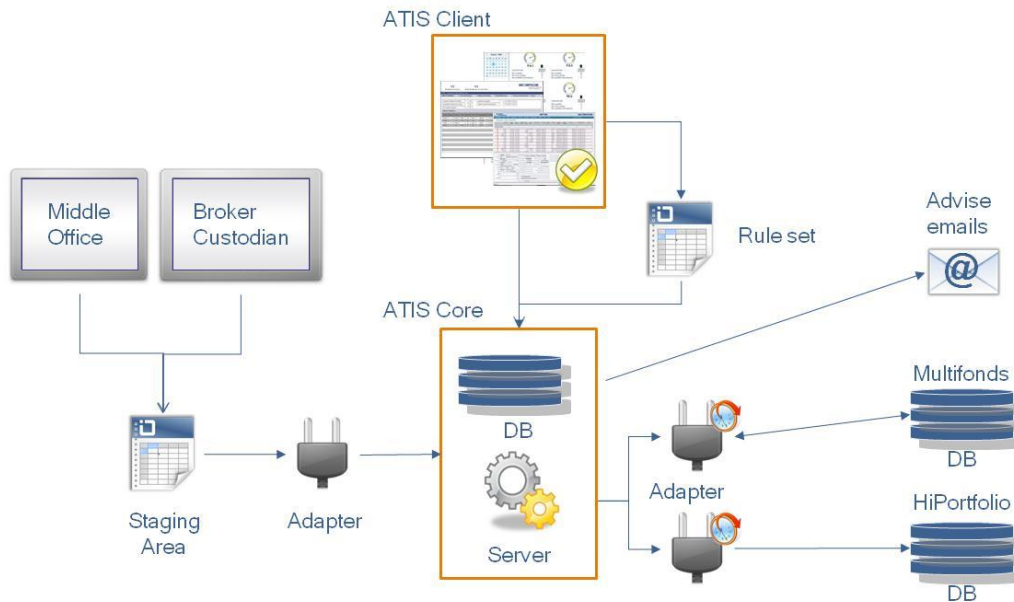 ATIS Client
Middle
Office
Broker
Custodian
Rule set
Advise
emails
@
ATIS Core
DB
Server
Staging
Area
Adapter
Adapter
Multifonds
DB
HiPortfolio
DB